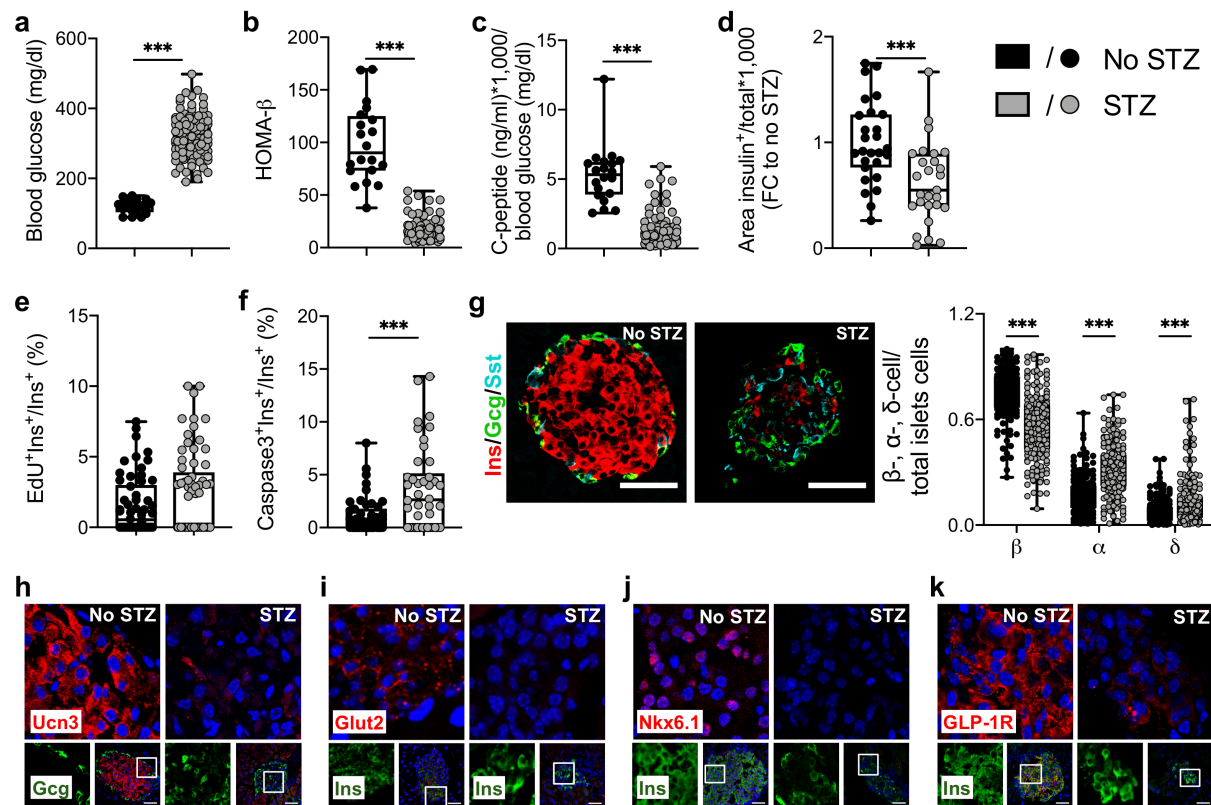 a
Blood glucose (mg/dl)
600
400
200
0
***
b
HOMA-β
200
150
100
50
0
***
c
C-peptide (ng/ml)*1,000/
blood glucose (mg/dl)
15
10
5
0
***
d
Area insulin⁺/total*1,000
(FC to no STZ)
2
1
0
***
/ No STZ
/ STZ
e
EdU⁺Ins⁺/Ins⁺ (%)
15
10
5
0
f
Caspase3⁺Ins⁺/Ins⁺ (%)
20
15
10
5
0
***
g
Ins/Gcg/Sst
No STZ
STZ
β-, α-, δ-cell/
total islets cells
1.2
0.6
0.0
***
***
***
β
α
δ
h
No STZ
STZ
Ucn3
Gcg
i
No STZ
STZ
Glut2
Ins
Ins
j
No STZ
STZ
Nkx6.1
Ins
k
No STZ
STZ
GLP-1R
Ins